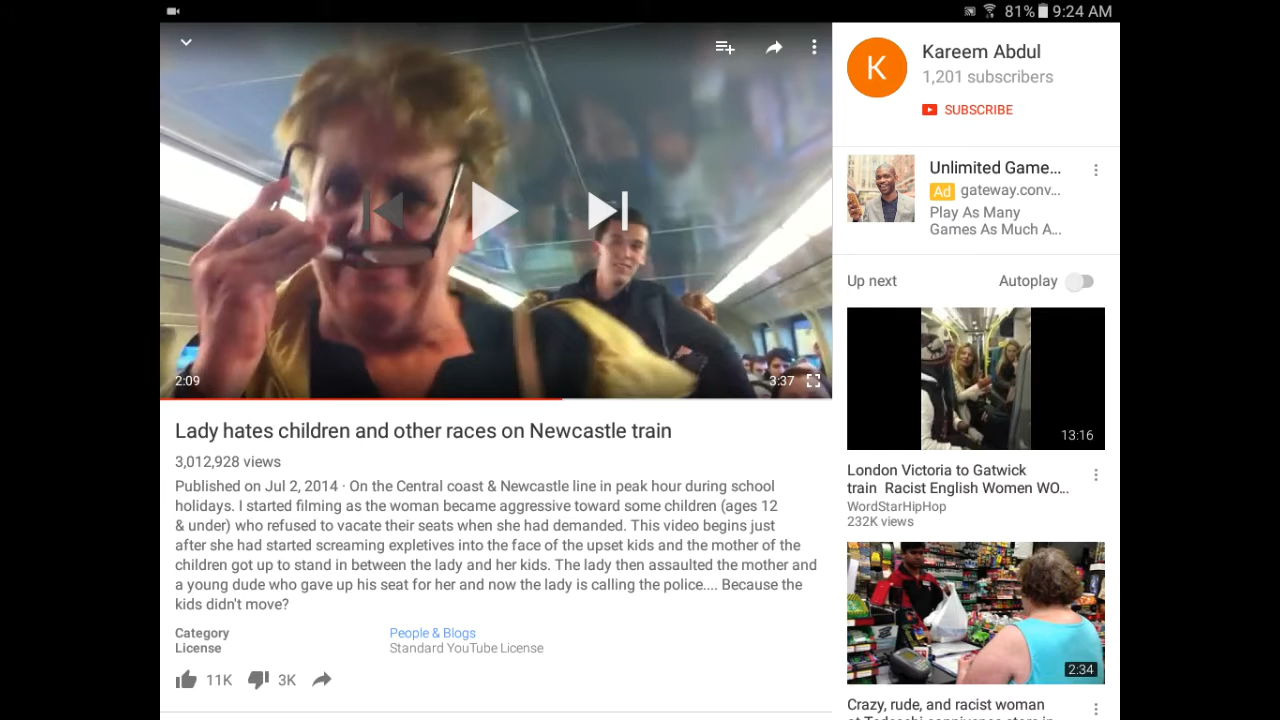 81% 9:24 AM
2:09
3:37
Lady hates children and other races on Newcastle train
3,012,928 views
Published on Jul 2, 2014 · On the Central coast & Newcastle line in peak hour during school
holidays. I started filming as the woman became aggressive toward some children (ages 12
& under) who refused to vacate their seats when she had demanded. This video begins just
after she had started screaming expletives into the face of the upset kids and the mother of the
children got up to stand in between the lady and her kids. The lady then assaulted the mother and
a young dude who gave up his seat for her and now the lady is calling the police.... Because the
kids didn't move?
Category People & Blogs
License Standard YouTube License
11K 3K
K
Kareem Abdul
1,201 subscribers
SUBSCRIBE
Unlimited Game...
Ad gateway.conv...
Play As Many
Games As Much A...
Up next Autoplay
13:16
London Victoria to Gatwick
train Racist English Women WO...
WordStarHipHop
232K views
2:34
Crazy, rude, and racist woman